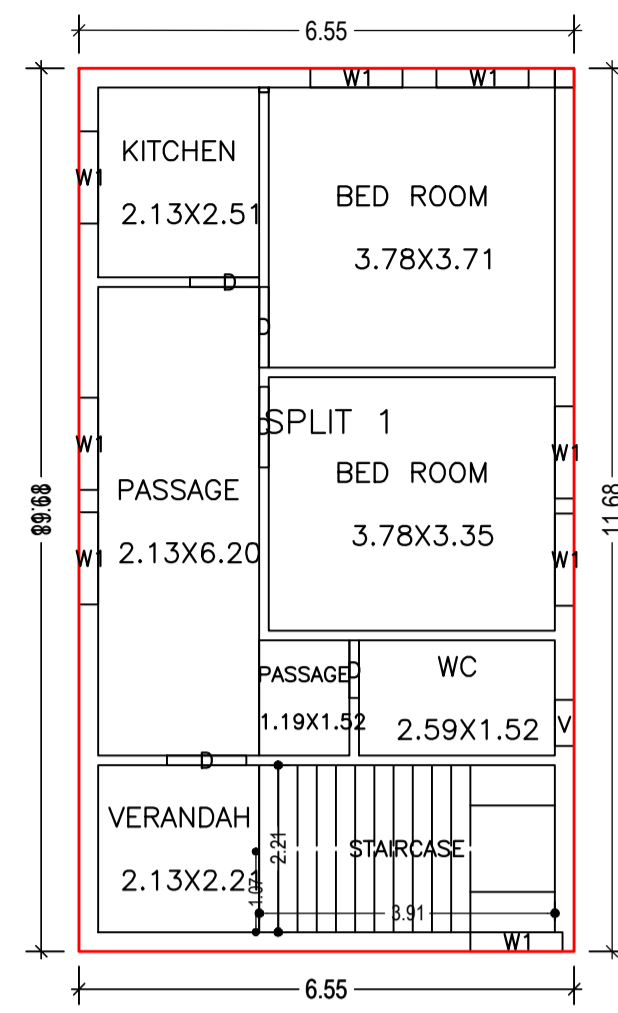 6.55
W1 W1
KITCHEN
W1
2.13X2.51
BED ROOM
3.78X3.71
D
D
SPLIT 1
D
W1
W1
BED ROOM
PASSAGE
11.68
3.78X3.35
2.13X6.20
W1
W1
PASSAGE
D
WC
1.19X1.52
2.59X1.52
V
D
VERANDAH
2.21
STAIRCASE
2.13X2.21
1.07
3.91
W1
6.55